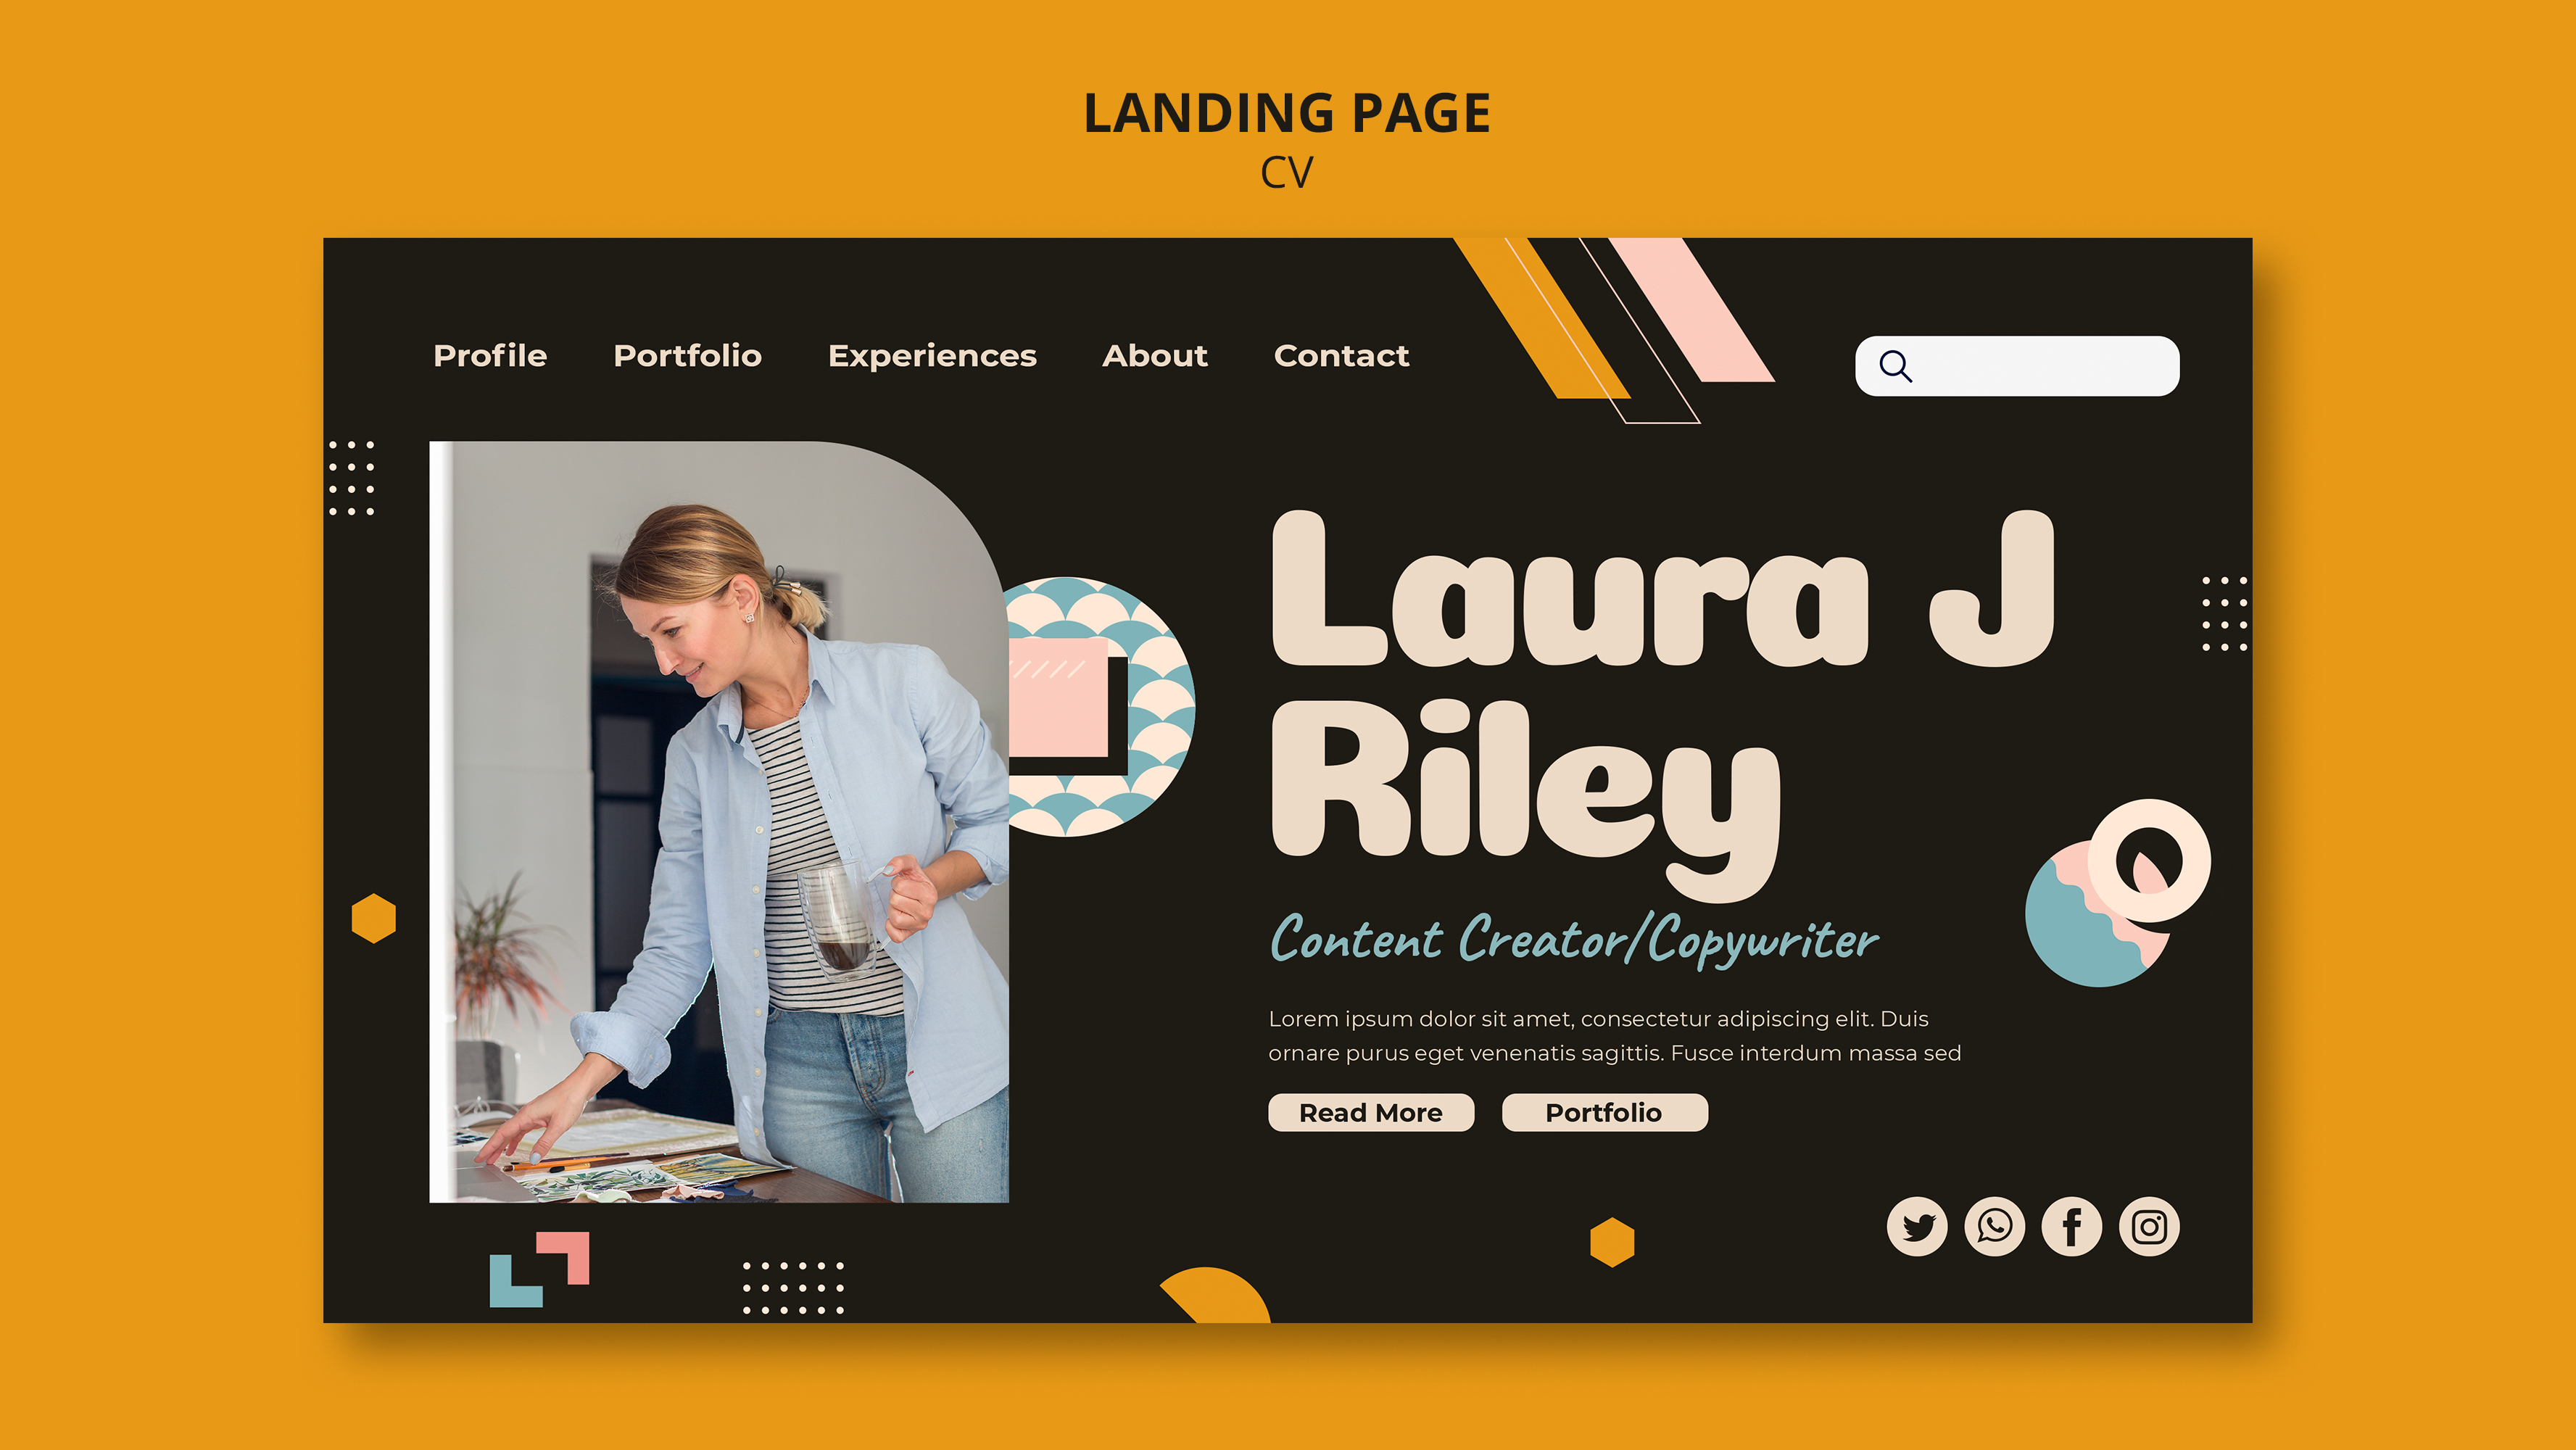 LANDING PAGE
CV
Profile Portfolio Experiences About Contact
Laura J
Riley
Content Creator/Copywriter
Lorem ipsum dolor sit amet, consectetur adipiscing elit. Duis
ornare purus eget venenatis sagittis. Fusce interdum massa sed
Read More Portfolio